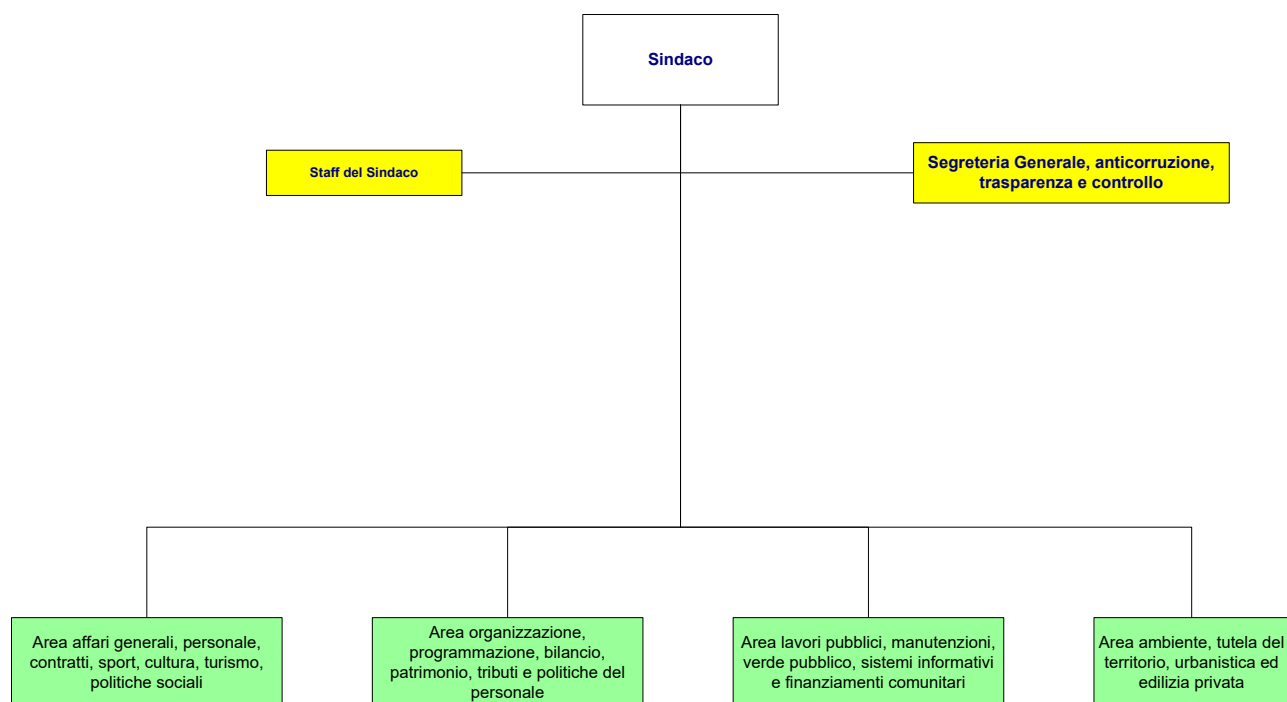 Sindaco
Staff del Sindaco
Segreteria Generale, anticorruzione,
trasparenza e controllo
Area affari generali, personale,
contratti, sport, cultura, turismo,
politiche sociali
Area organizzazione,
programmazione, bilancio,
patrimonio, tributi e politiche del
personale
Area lavori pubblici, manutenzioni,
verde pubblico, sistemi informativi
e finanziamenti comunitari
Area ambiente, tutela del
territorio, urbanistica ed
edilizia privata